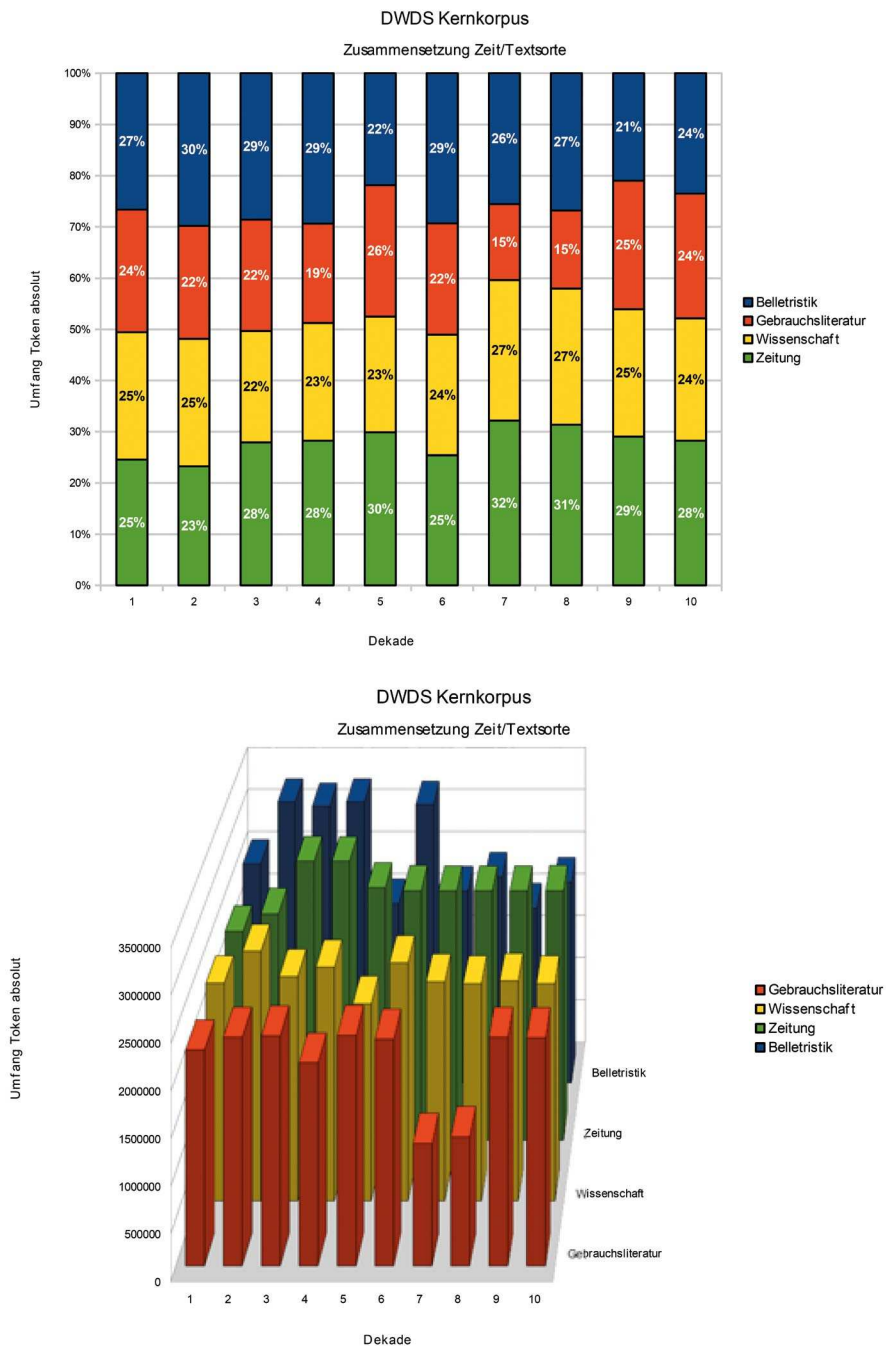 DWDS Kernkorpus
Zusammensetzung Zeit/Textsorte
100%
90%
80%
70%
60%
50%
40%
30%
20%
10%
0%
Umfang Token absolut
27% 30% 29% 29% 22% 29% 26% 27% 21% 24%
24% 22% 22% 19% 26% 22% 15% 15% 25% 24%
25% 25% 22% 23% 23% 24% 27% 27% 25% 24%
25% 23% 28% 28% 30% 25% 32% 31% 29% 28%
1 2 3 4 5 6 7 8 9 10
Dekade
Belletristik
Gebrauchsliteratur
Wissenschaft
Zeitung
DWDS Kernkorpus
Zusammensetzung Zeit/Textsorte
Umfang Token absolut
3500000
3000000
2500000
2000000
1500000
1000000
500000
0
Belletristik
Zeitung
Wissenschaft
Gebrauchsliteratur
1 2 3 4 5 6 7 8 9 10
Dekade
Gebrauchsliteratur
Wissenschaft
Zeitung
Belletristik